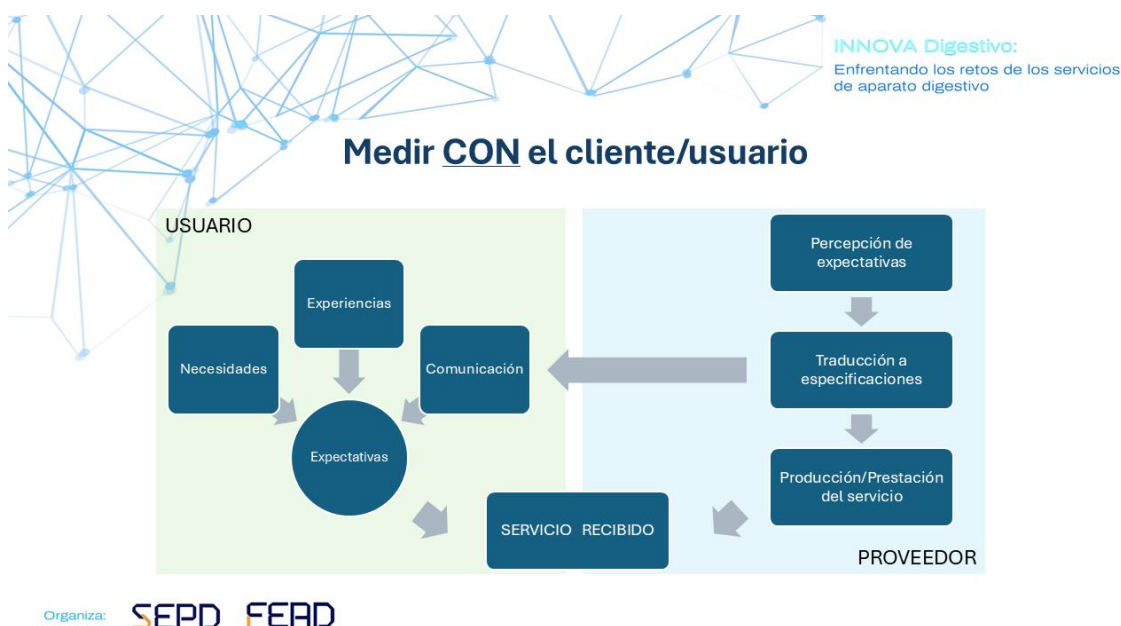 INNOVA Digestivo:
Enfrentando los retos de los servicios
de aparato digestivo
Medir CON el cliente/usuario
USUARIO
Experiencias
Necesidades
Comunicación
Expectativas
Percepción de
expectativas
Traducción a
especificaciones
Producción/Prestación
del servicio
SERVICIO RECIBIDO
PROVEEDOR
Organiza:
SEPD FEAD